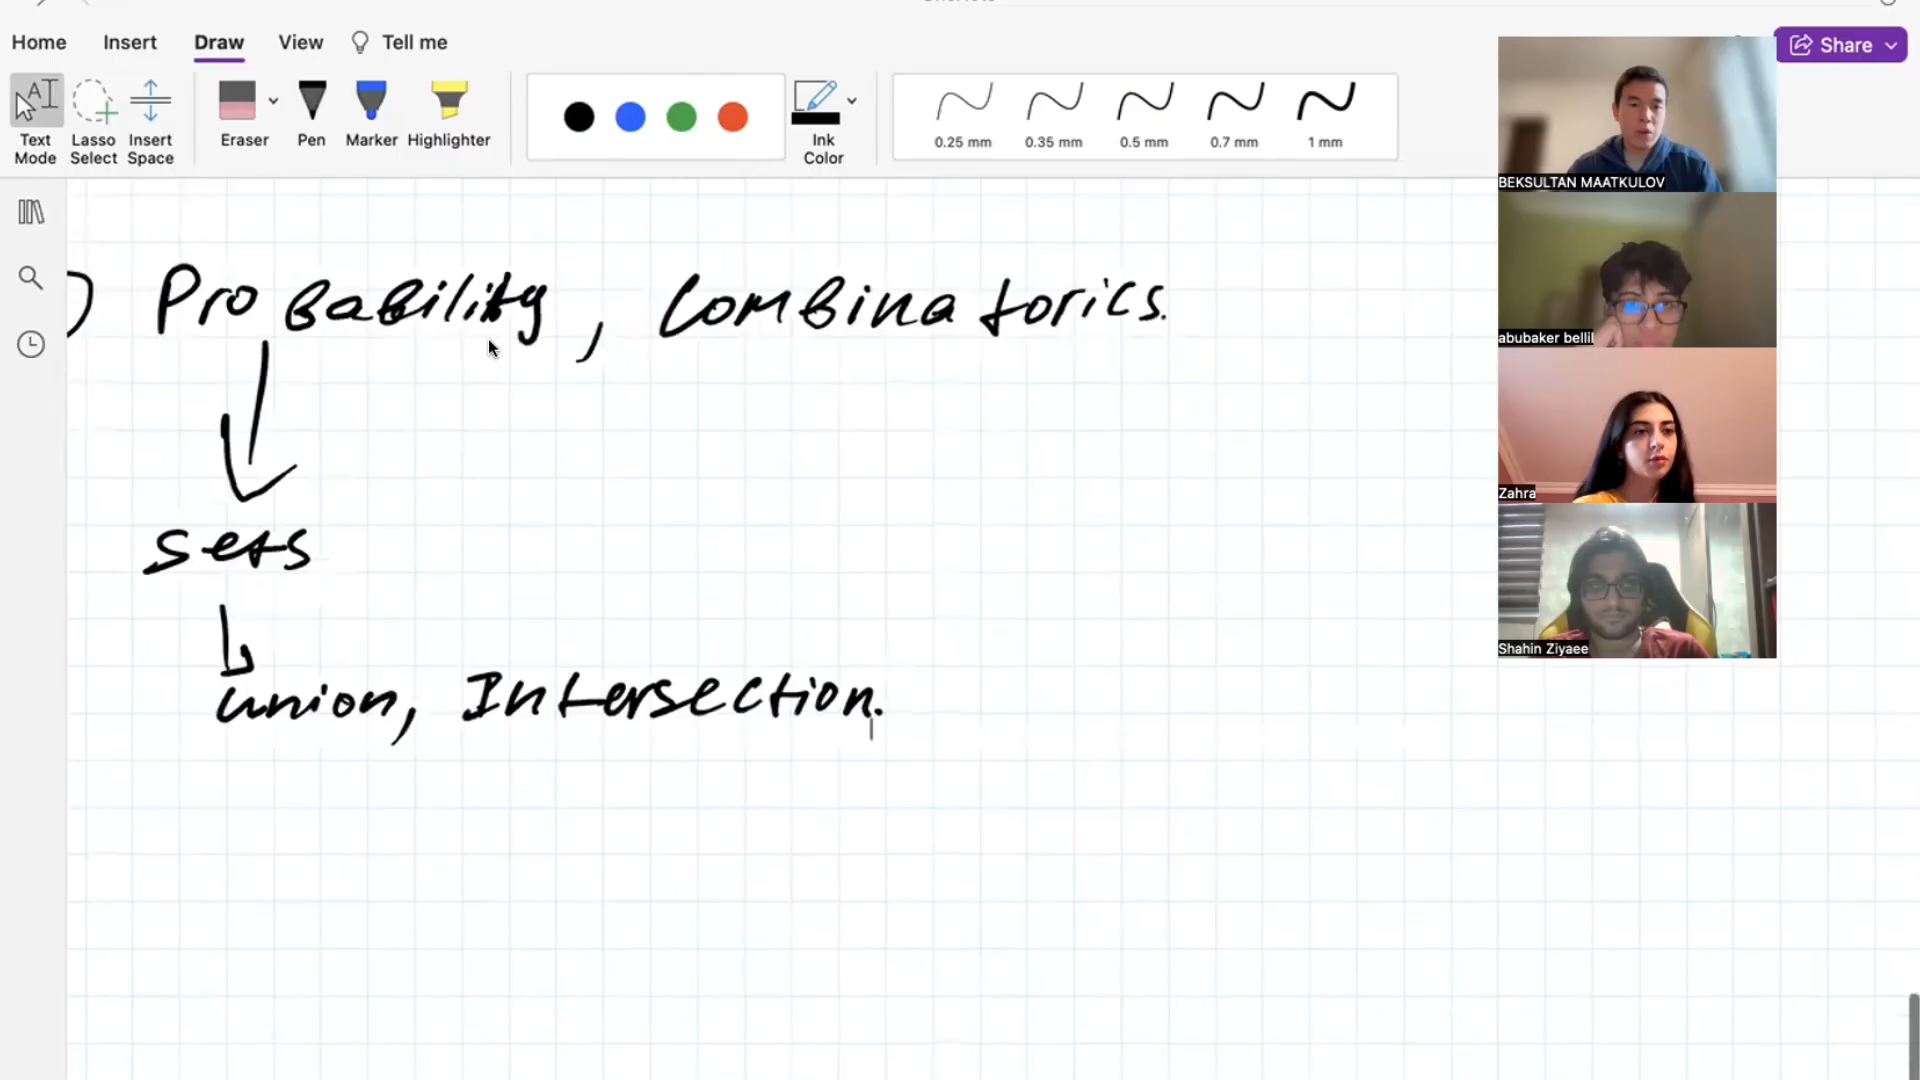 Home Insert Draw View Tell me
Share
Text Mode
Lasso Select
Insert Space
Eraser
Pen
Marker
Highlighter
Ink Color
0.25 mm
0.35 mm
0.5 mm
0.7 mm
1 mm
BEKSULTAN MAATKULOV
abubaker bellil
Zahra
Shahin Ziyaee
) Probability, Combinatorics.
sets
union, Intersection.